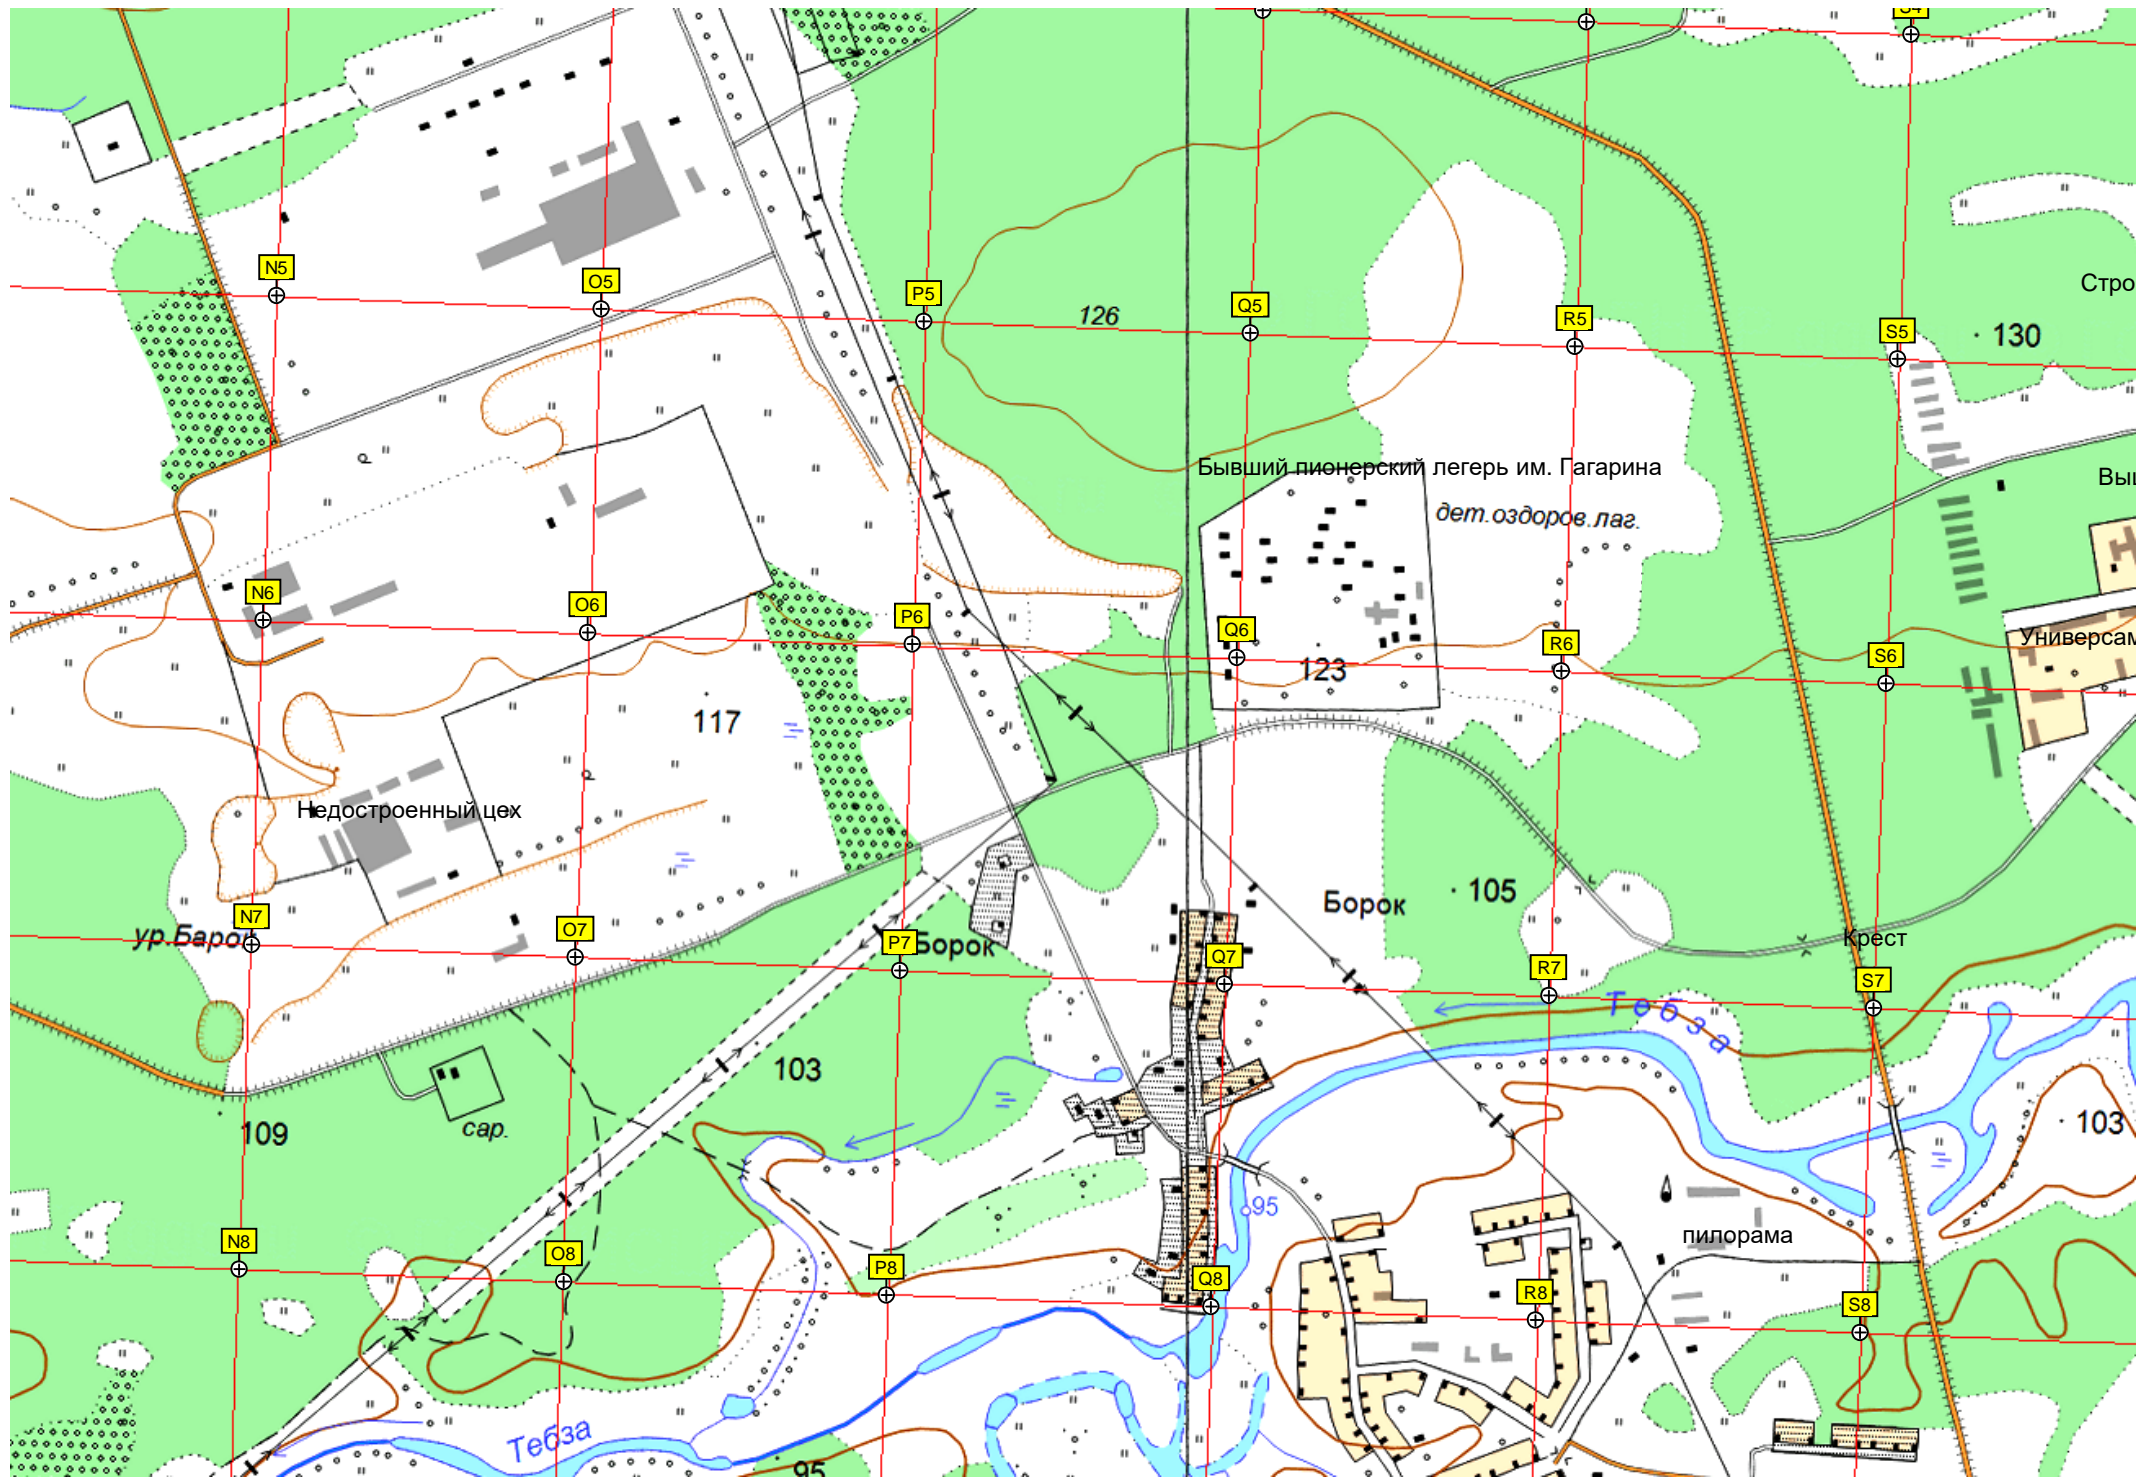 S4
N5
O5
P5
Q5
R5
S5
126
130
Стро
Бывший пионерский легерь им. Гагарина
дет.оздоров.лаг.
N6
O6
P6
Q6
R6
S6
123
Универсам
117
Недостроенный цех
Борок
105
ур.Барок
N7
O7
P7
Борок
Q7
R7
S7
Крест
Тебза
103
109
сар.
103
95
пилорама
N8
O8
P8
Q8
R8
S8
Тебза
95